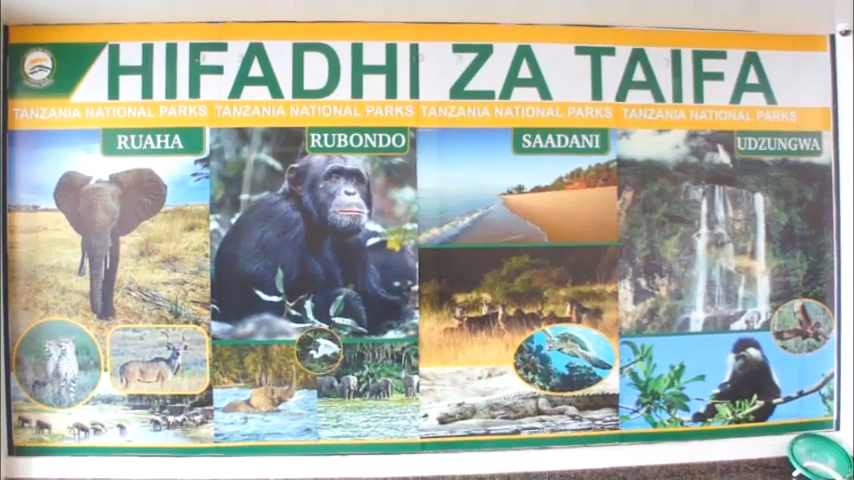 HIFADHI ZA TAIFA
TANZANIA NATIONAL PARKS TANZANIA NATIONAL PARKS TANZANIA NATIONAL PARKS TANZANIA NATIONAL PARKS
RUAHA
RUBONDO
SAADANI
UDZUNGWA